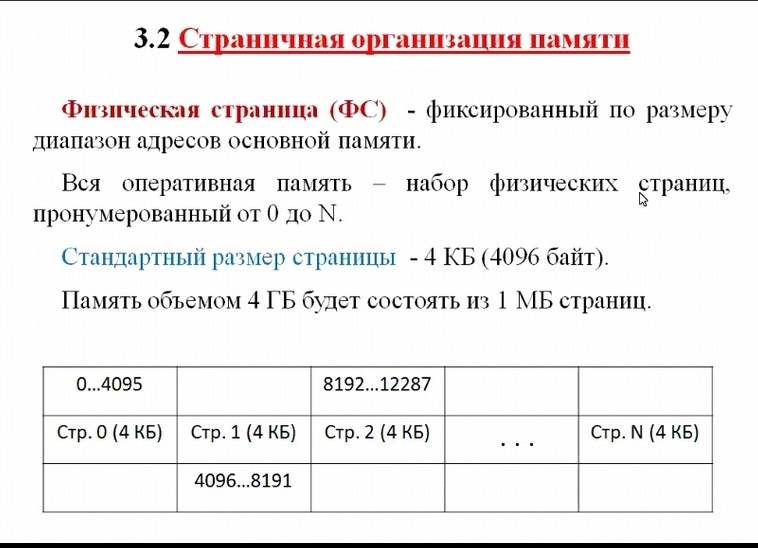 3.2 Страничная организация памяти
Физическая страница (ФС) - фиксированный по размеру
диапазон адресов основной памяти.
Вся оперативная память – набор физических страниц,
пронумерованный от 0 до N.
Стандартный размер страницы - 4 КБ (4096 байт).
Память объемом 4 ГБ будет состоять из 1 МБ страниц.
0...4095 8192...12287
Стр. 0 (4 КБ) Стр. 1 (4 КБ) Стр. 2 (4 КБ) . . . Стр. N (4 КБ)
4096...8191